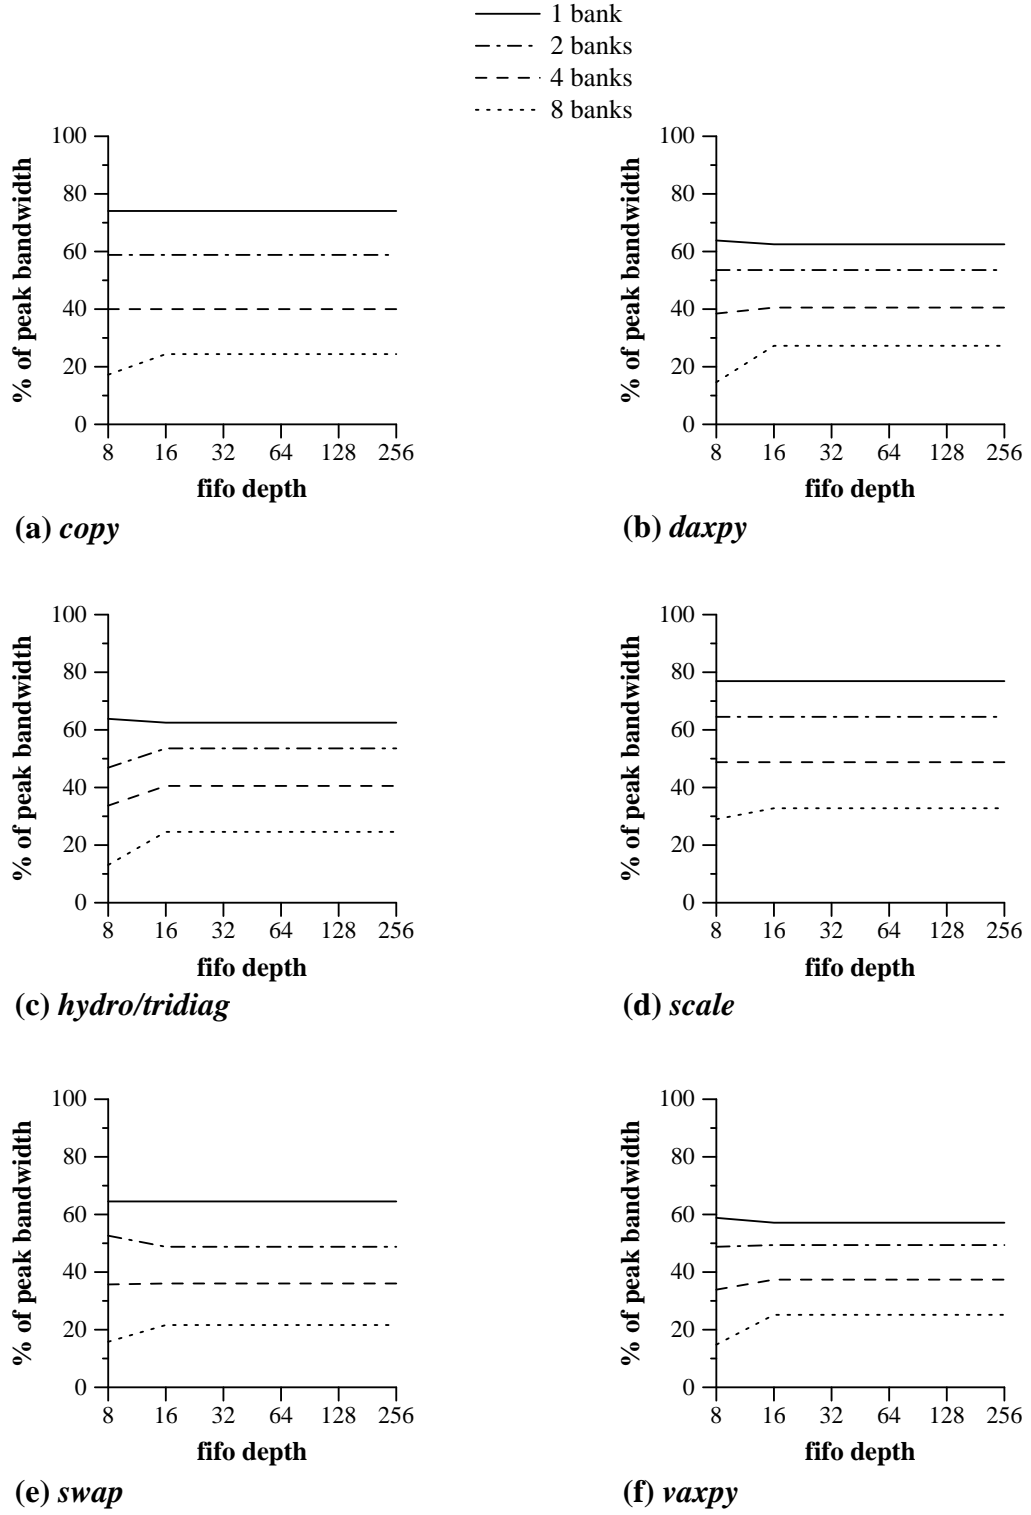 1 bank
2 banks
4 banks
8 banks
% of peak bandwidth
100
80
60
40
20
0
8 16 32 64 128 256
fifo depth
(a) copy
% of peak bandwidth
100
80
60
40
20
0
8 16 32 64 128 256
fifo depth
(b) daxpy
% of peak bandwidth
100
80
60
40
20
0
8 16 32 64 128 256
fifo depth
(c) hydro/tridiag
% of peak bandwidth
100
80
60
40
20
0
8 16 32 64 128 256
fifo depth
(d) scale
% of peak bandwidth
100
80
60
40
20
0
8 16 32 64 128 256
fifo depth
(e) swap
% of peak bandwidth
100
80
60
40
20
0
8 16 32 64 128 256
fifo depth
(f) vaxpy